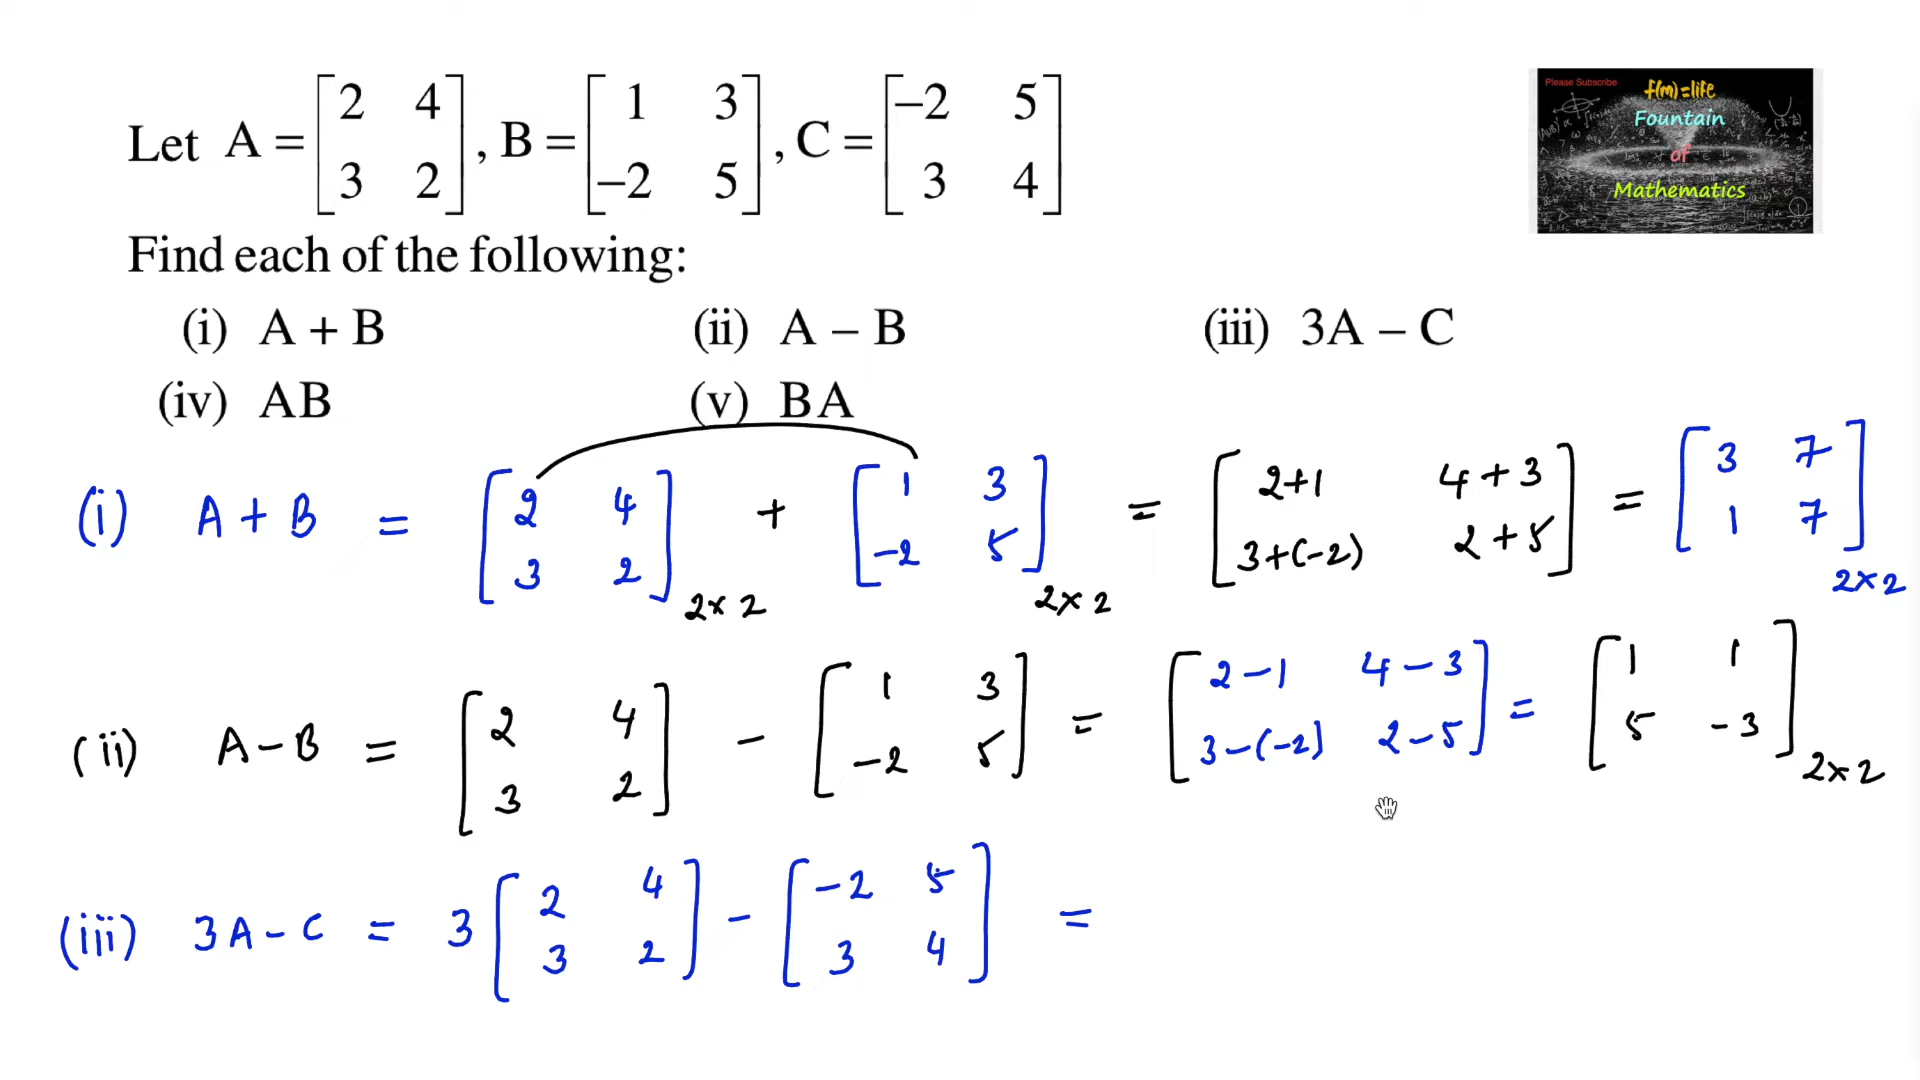 Let A = [2 4; 3 2], B = [1 3; –2 5], C = [–2 5; 3 4]
Please Subscribe
f(m)=life
Fountain
of
Mathematics
Find each of the following:
(i) A + B (ii) A – B (iii) 3A – C
(iv) AB (v) BA
(i) A + B = [2 4; 3 2] 2×2 + [1 3; -2 5] 2×2 = [2+1 4+3; 3+(-2) 2+5] = [3 7; 1 7] 2×2
(ii) A - B = [2 4; 3 2] - [1 3; -2 5] = [2-1 4-3; 3-(-2) 2-5] = [1 1; 5 -3] 2×2
(iii) 3A - C = 3 [2 4; 3 2] - [-2 5; 3 4] =